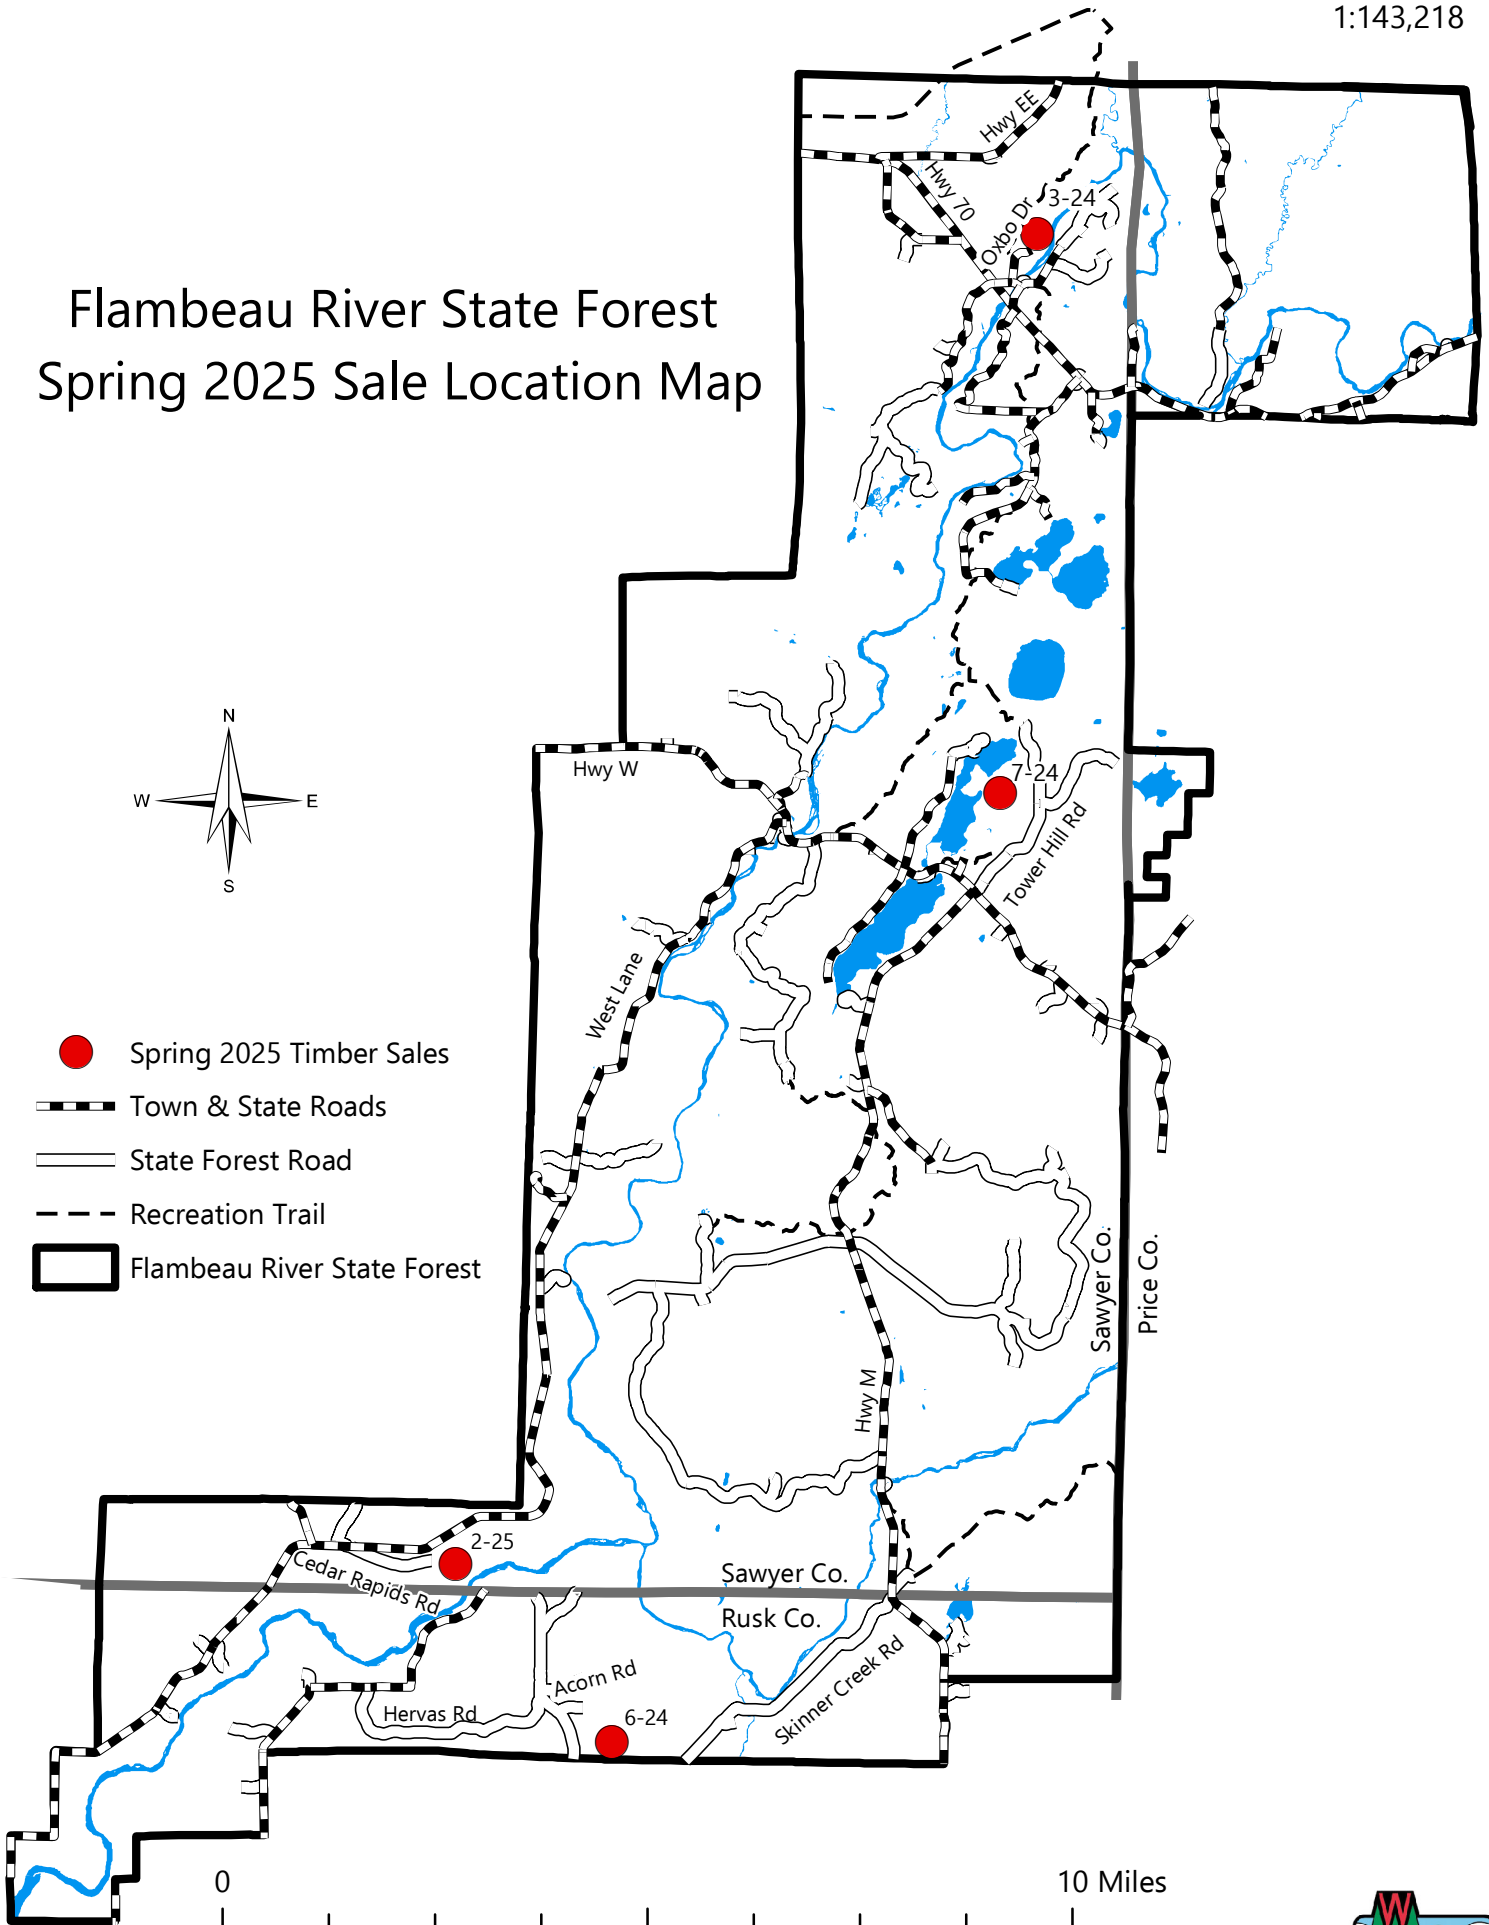 1:143,218
Hwy EE
Hwy 70
3-24
Oxbo Dr
Flambeau River State Forest
Spring 2025 Sale Location Map
N
W
E
S
Hwy W
7-24
Tower Hill Rd
West Lane
Spring 2025 Timber Sales
Town & State Roads
State Forest Road
Recreation Trail
Flambeau River State Forest
Sawyer Co.
Price Co.
Hwy M
2-25
Cedar Rapids Rd
Sawyer Co.
Rusk Co.
Acorn Rd
Hervas Rd
6-24
Skinner Creek Rd
0
10 Miles
W